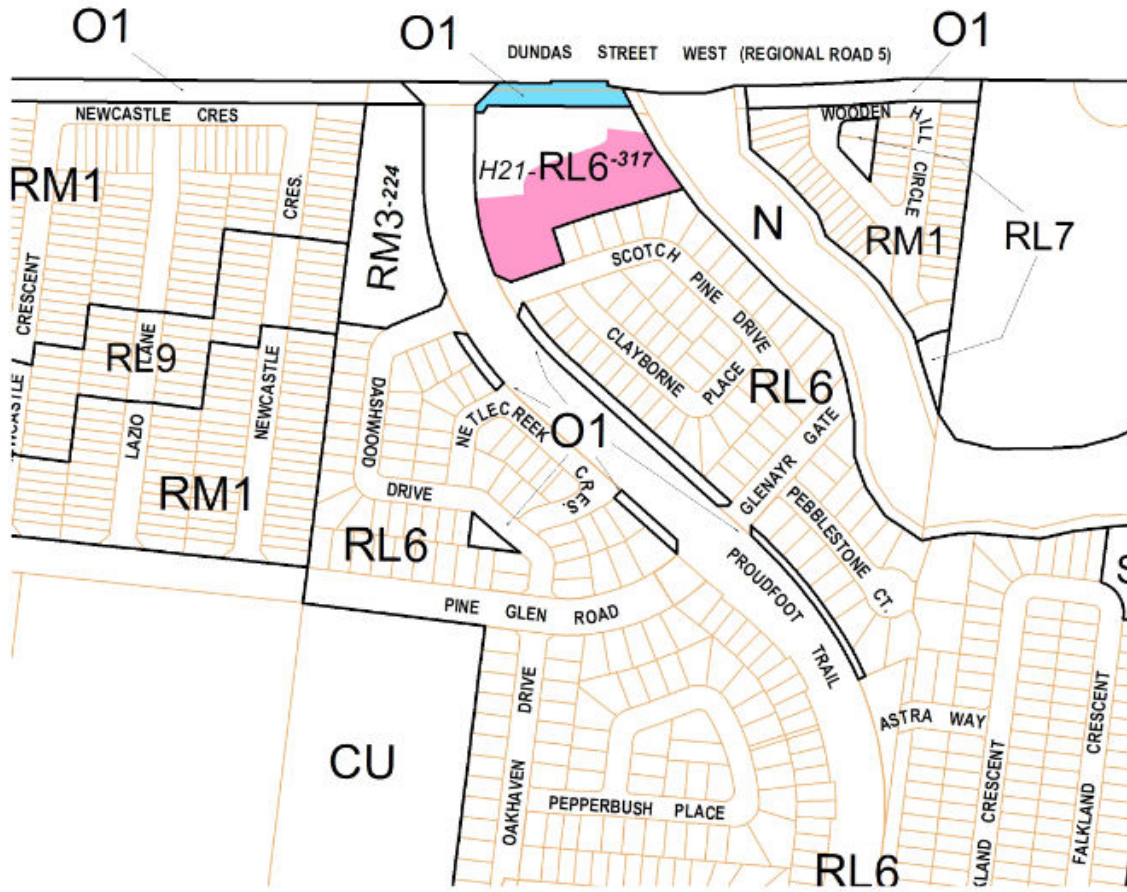 O1
O1
O1
DUNDAS STREET WEST (REGIONAL ROAD 5)
NEWCASTLE CRES
WOODEN
HILL CIRCLE
RM1
CRES.
RM3-224
H21-RL6-317
N
RM1
RL7
CRESCENT
SCOTCH PINE DRIVE
RL9
LANE
CLAYBORNE PLACE
RL6
NEWCASTLE
LAZIO
DASHWOOD
NETLECREEK CRES.
O1
GLENAYR GATE
RM1
DRIVE
RL6
PEBBLESTONE CT.
PROUDFOOT TRAIL
PINE GLEN ROAD
OAKHAVEN DRIVE
ASTRA WAY
CU
PEPPERBUSH PLACE
CRESCENT
FALKLAND CRESCENT
RL6